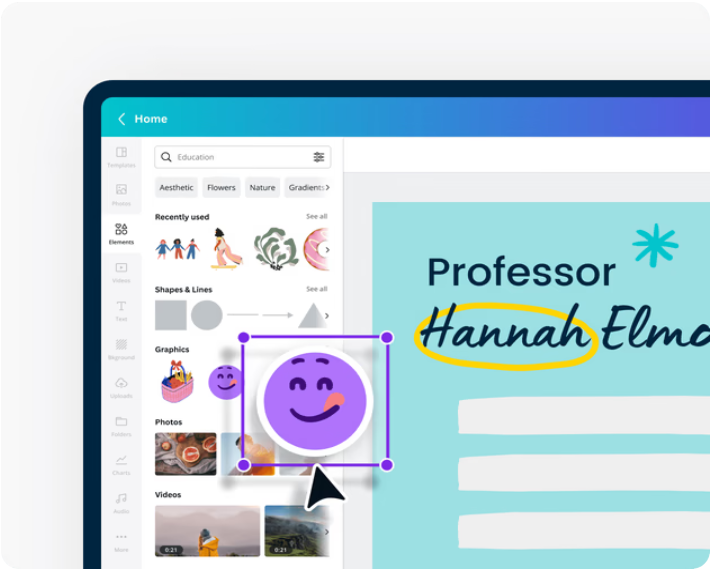 Home
Templates
Photos
Elements
Videos
Text
Bkground
Uploads
Folders
Charts
Audio
More
Education
Aesthetic
Flowers
Nature
Gradients
Recently used
See all
Shapes & Lines
See all
Graphics
Photos
Videos
0:21
0:21
Professor
Hannah